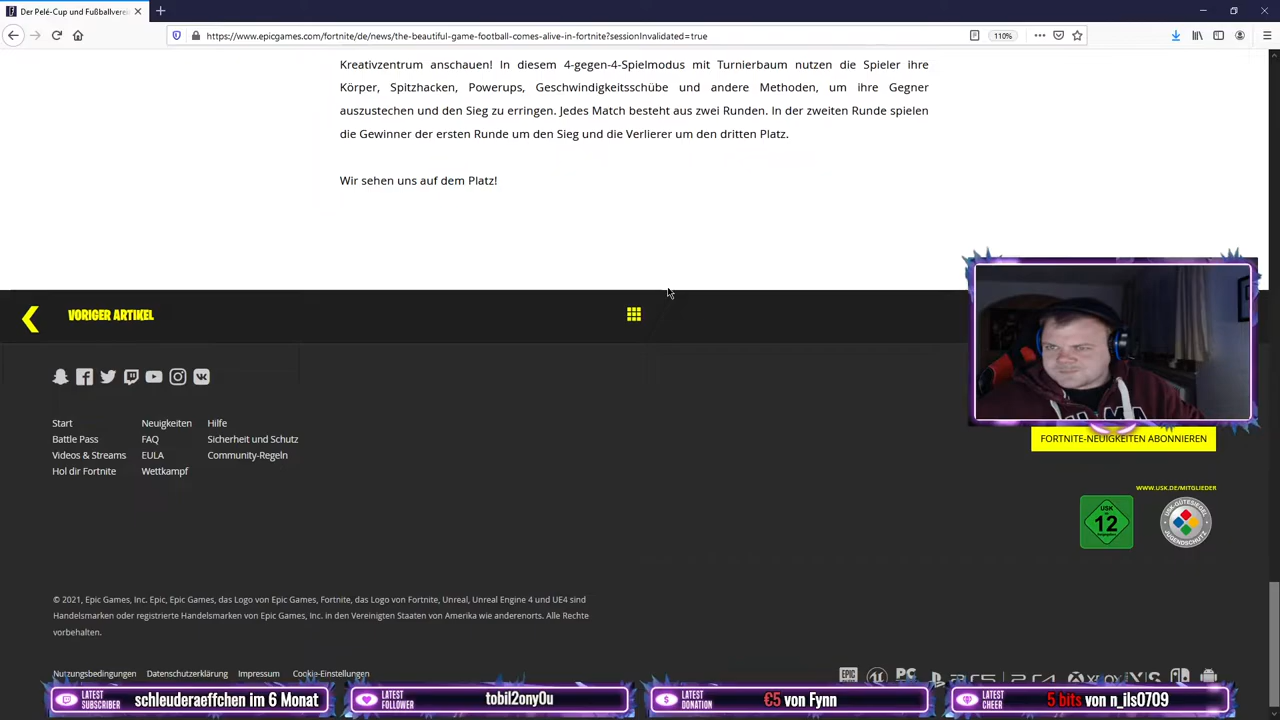 Der Pelé-Cup und Fußballverei
https://www.epicgames.com/fortnite/de/news/the-beautiful-game-football-comes-alive-in-fortnite?sessionInvalidated=true
110%
Kreativzentrum anschauen! In diesem 4-gegen-4-Spielmodus mit Turnierbaum nutzen die Spieler ihre
Körper, Spitzhacken, Powerups, Geschwindigkeitsschübe und andere Methoden, um ihre Gegner
auszustechen und den Sieg zu erringen. Jedes Match besteht aus zwei Runden. In der zweiten Runde spielen
die Gewinner der ersten Runde um den Sieg und die Verlierer um den dritten Platz.
Wir sehen uns auf dem Platz!
VORIGER ARTIKEL
Start
Neuigkeiten
Hilfe
Battle Pass
FAQ
Sicherheit und Schutz
Videos & Streams
EULA
Community-Regeln
Hol dir Fortnite
Wettkampf
FORTNITE-NEUIGKEITEN ABONNIEREN
WWW.USK.DE/MITGLIEDER
USK
12
© 2021, Epic Games, Inc. Epic, Epic Games, das Logo von Epic Games, Fortnite, das Logo von Fortnite, Unreal, Unreal Engine 4 und UE4 sind
Handelsmarken oder registrierte Handelsmarken von Epic Games, Inc. in den Vereinigten Staaten von Amerika wie anderenorts. Alle Rechte
vorbehalten.
Nutzungsbedingungen
Datenschutzerklärung
Impressum
Cookie-Einstellungen
LATEST SUBSCRIBER
schleuderaeffchen im 6 Monat
LATEST FOLLOWER
tobil2ony0u
LATEST DONATION
€5 von Fynn
LATEST CHEER
5 bits von n_ils0709